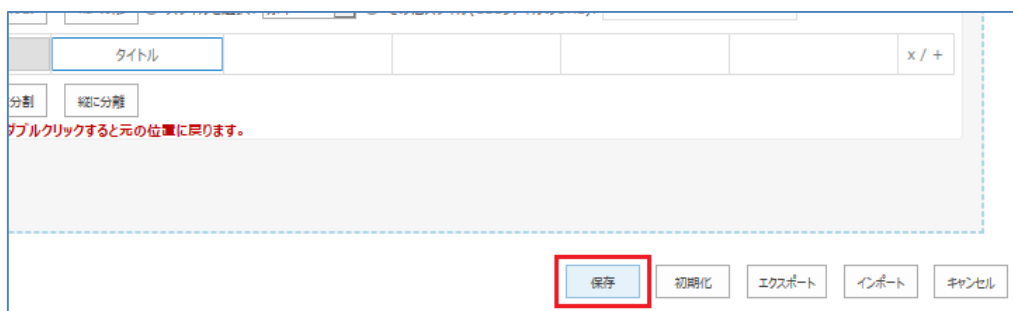 タイトル
x / +
分割
縦に分離
ダブルクリックすると元の位置に戻ります。
保存
初期化
エクスポート
インポート
キャンセル